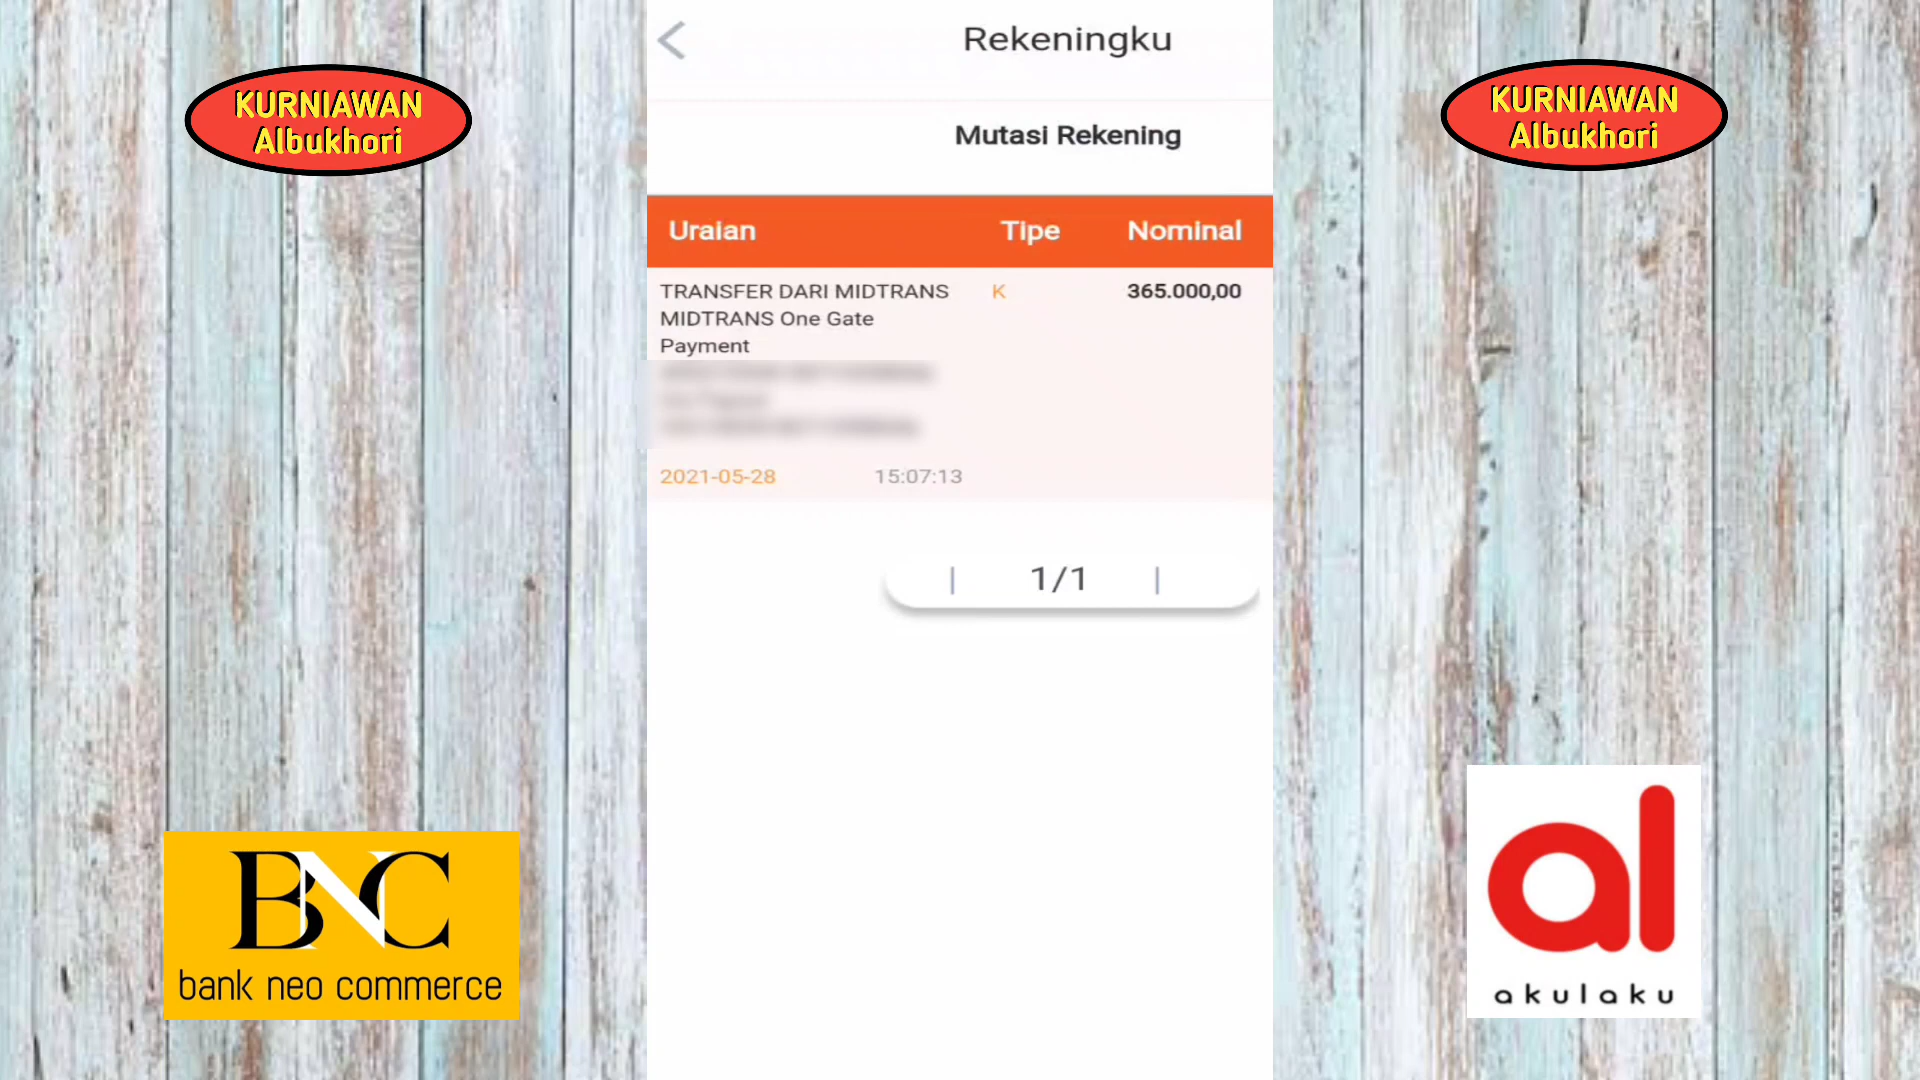 KURNIAWAN
Albukhori
Rekeningku
KURNIAWAN
Albukhori
Mutasi Rekening
Uraian Tipe Nominal
TRANSFER DARI MIDTRANS K 365.000,00
MIDTRANS One Gate
Payment
2021-05-28 15:07:13
| 1/1 |
BNC
bank neo commerce
al
akulaku